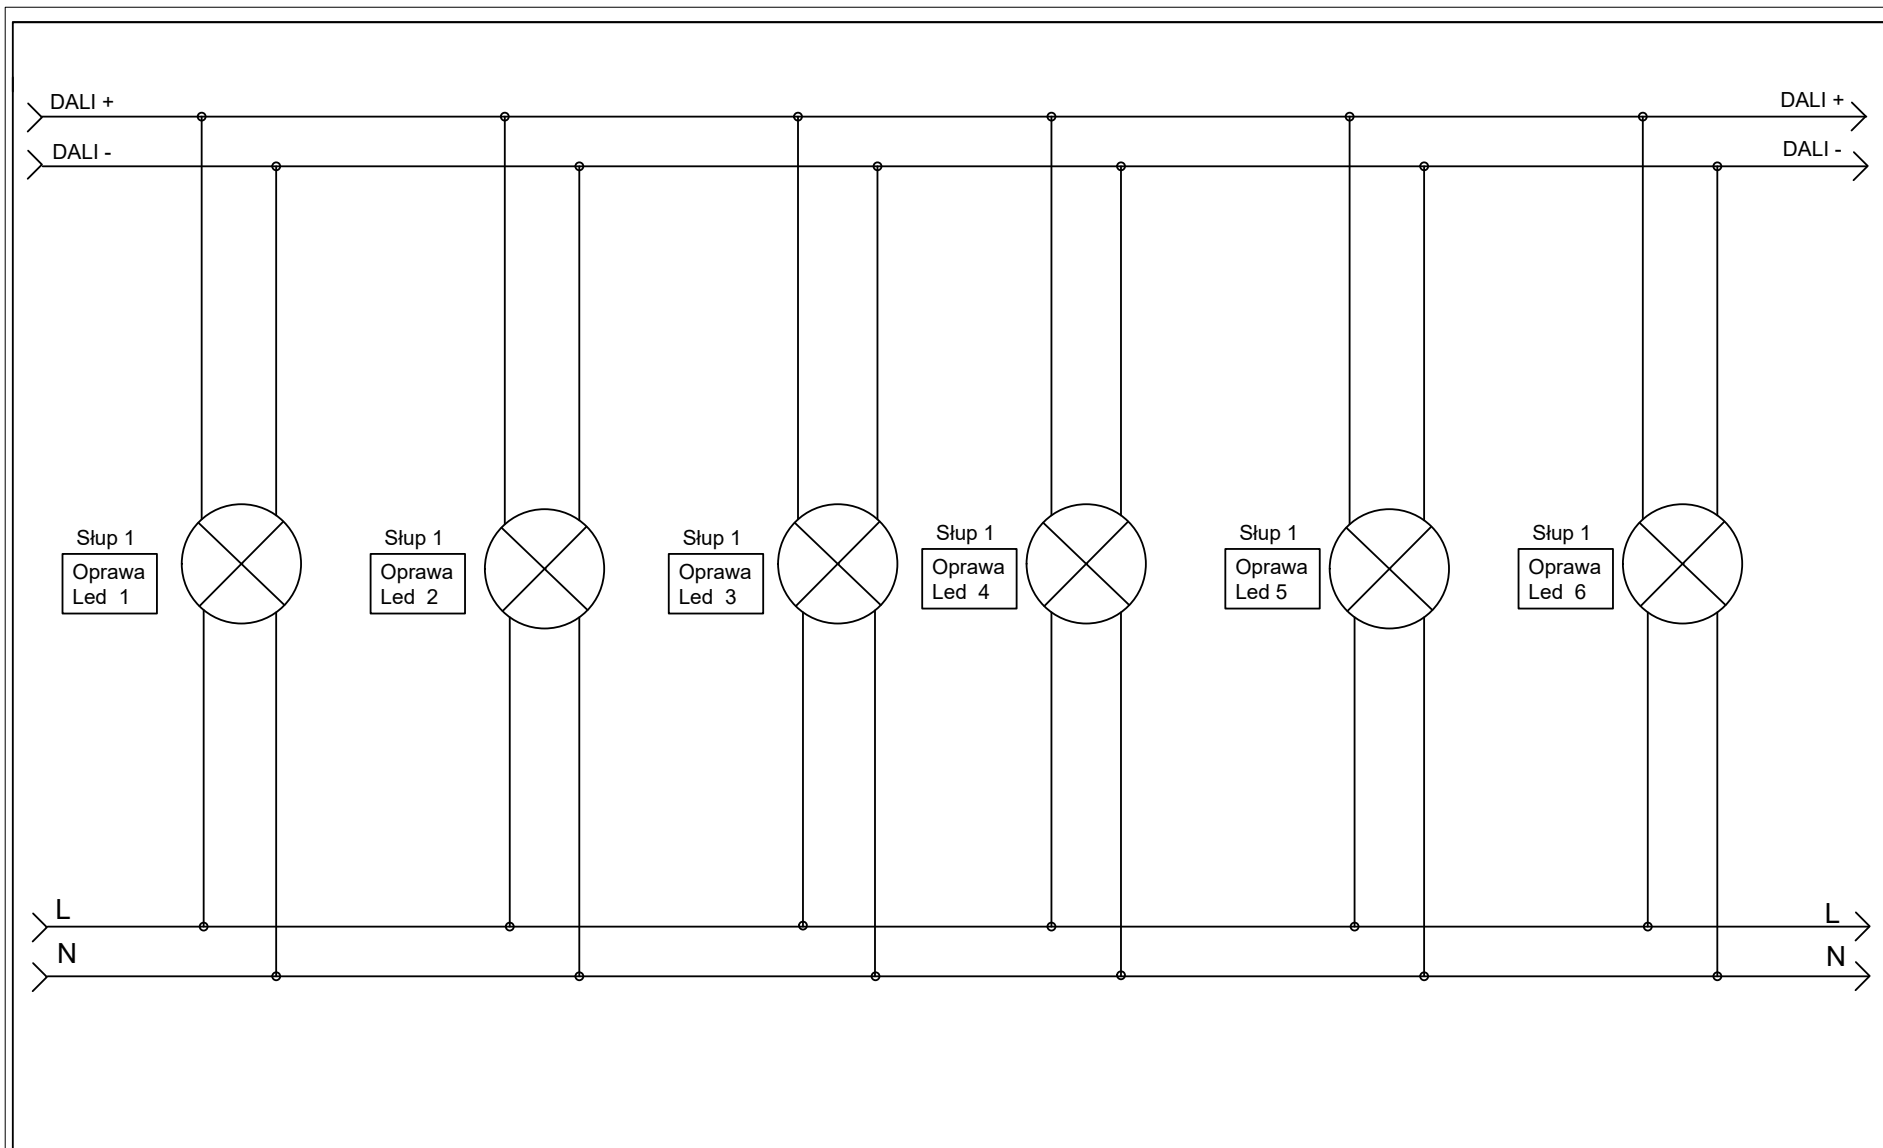 DALI +
DALI +
DALI -
DALI -
Słup 1
Oprawa
Led 1
Słup 1
Oprawa
Led 2
Słup 1
Oprawa
Led 3
Słup 1
Oprawa
Led 4
Słup 1
Oprawa
Led 5
Słup 1
Oprawa
Led 6
L
L
N
N